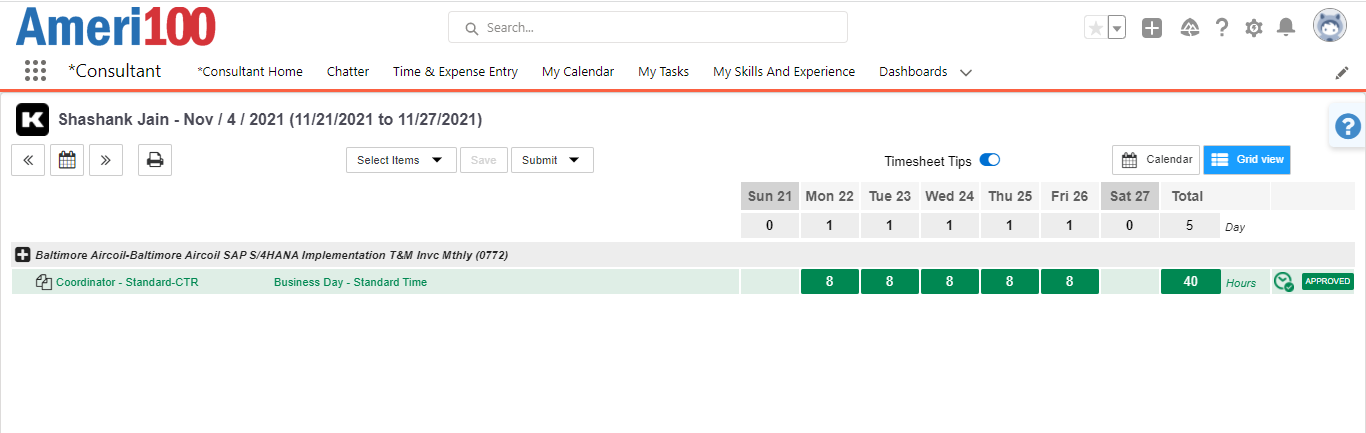 Ameri100
Search...
*Consultant
*Consultant Home Chatter Time & Expense Entry My Calendar My Tasks My Skills And Experience Dashboards
K Shashank Jain - Nov / 4 / 2021 (11/21/2021 to 11/27/2021)
Select Items Save Submit Timesheet Tips Calendar Grid view
Sun 21 Mon 22 Tue 23 Wed 24 Thu 25 Fri 26 Sat 27 Total
0 1 1 1 1 1 0 5 Day
Baltimore Aircoil-Baltimore Aircoil SAP S/4HANA Implementation T&M Invc Mthly (0772)
Coordinator - Standard-CTR Business Day - Standard Time 8 8 8 8 8 40 Hours APPROVED